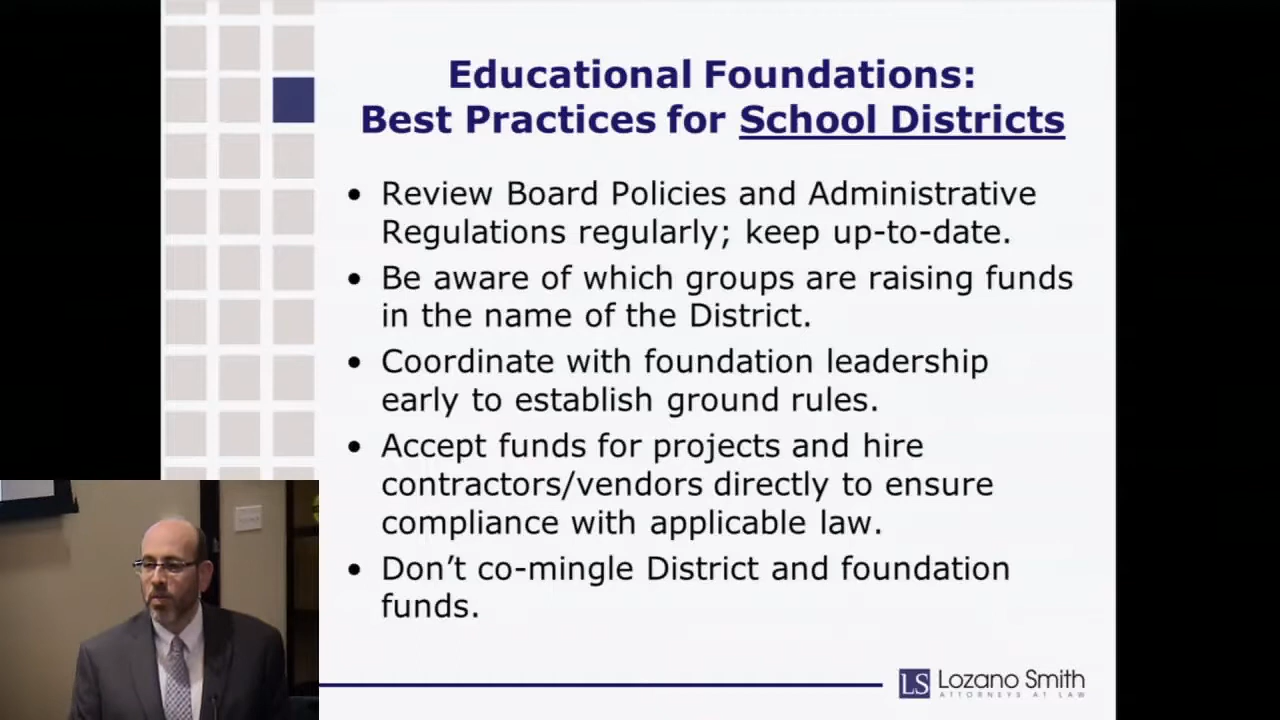 Educational Foundations:
Best Practices for School Districts
• Review Board Policies and Administrative
Regulations regularly; keep up-to-date.
• Be aware of which groups are raising funds
in the name of the District.
• Coordinate with foundation leadership
early to establish ground rules.
• Accept funds for projects and hire
contractors/vendors directly to ensure
compliance with applicable law.
• Don’t co-mingle District and foundation
funds.
LS Lozano Smith
ATTORNEYS AT LAW